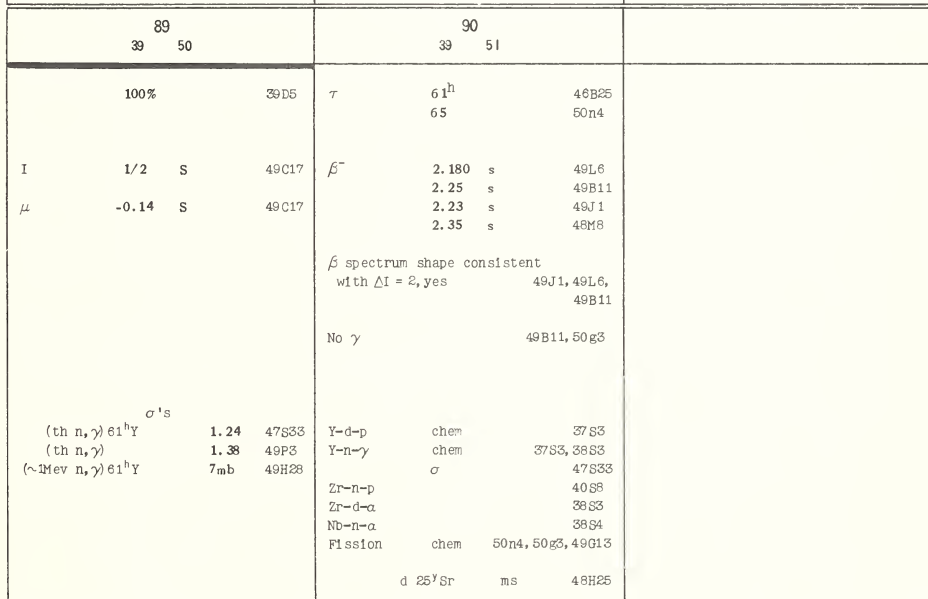 89
39 50
100% 39D5
I 1/2 S 49C17
μ -0.14 S 49C17
σ's
(th n,γ) 61ʰY 1.24 47S33
(th n,γ) 1.38 49P3
(~1Mev n,γ) 61ʰY 7mb 49H28
90
39 51
τ 61ʰ 46B25
65 50n4
β⁻ 2.180 s 49L6
2.25 s 49B11
2.23 s 49J1
2.35 s 48M8
β spectrum shape consistent
with ΔI = 2, yes 49J1, 49L6,
49B11
No γ 49B11, 50g3
Y-d-p chem 37S3
Y-n-γ chem 37S3, 38S3
σ 47S33
Zr-n-p 40S8
Zr-d-α 38S3
Nb-n-α 38S4
Fission chem 50n4, 50g3, 49G13
d 25ʸSr ms 48H25